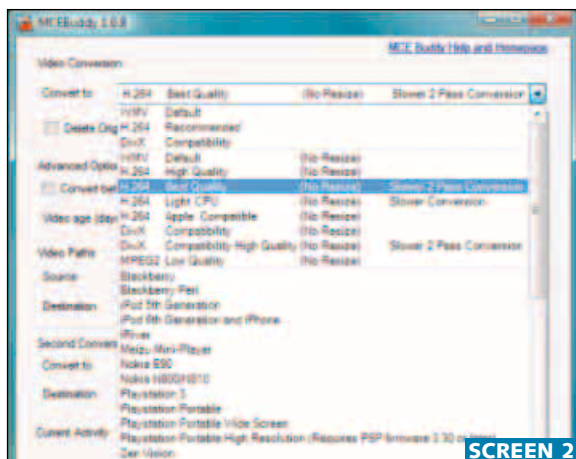 MCEBuddy 1.0.8
MCE Buddy Help and Homepage
Video Conversion
Convert to H.264 Best Quality (No Resize) Slower 2 Pass Conversion
WMV Default
Delete Orig H.264 Recommended
DivX Compatibility
WMV Default (No Resize)
Advanced Optio H.264 High Quality (No Resize)
Convert bef H.264 Best Quality (No Resize) Slower 2 Pass Conversion
H.264 Light CPU (No Resize) Slower Conversion
Video age (day H.264 Apple Compatible (No Resize)
DivX Compatibility (No Resize)
Video Paths DivX Compatibility High Quality (No Resize) Slower 2 Pass Conversion
MPEG2 Low Quality (No Resize)
Source Blackberry
Blackberry Perl
Destination iPod 5th Generation
iPod 6th Generation and iPhone
iRiver
Second Convers Meizu Mini-Player
Convert to Nokia E90
Nokia N800/N810
Destination Playstation 3
Playstation Portable
Playstation Portable Wide Screen
Current Activity Playstation Portable High Resolution (Requires PSP firmware 3.30 or later)
Zen Vision
SCREEN 2